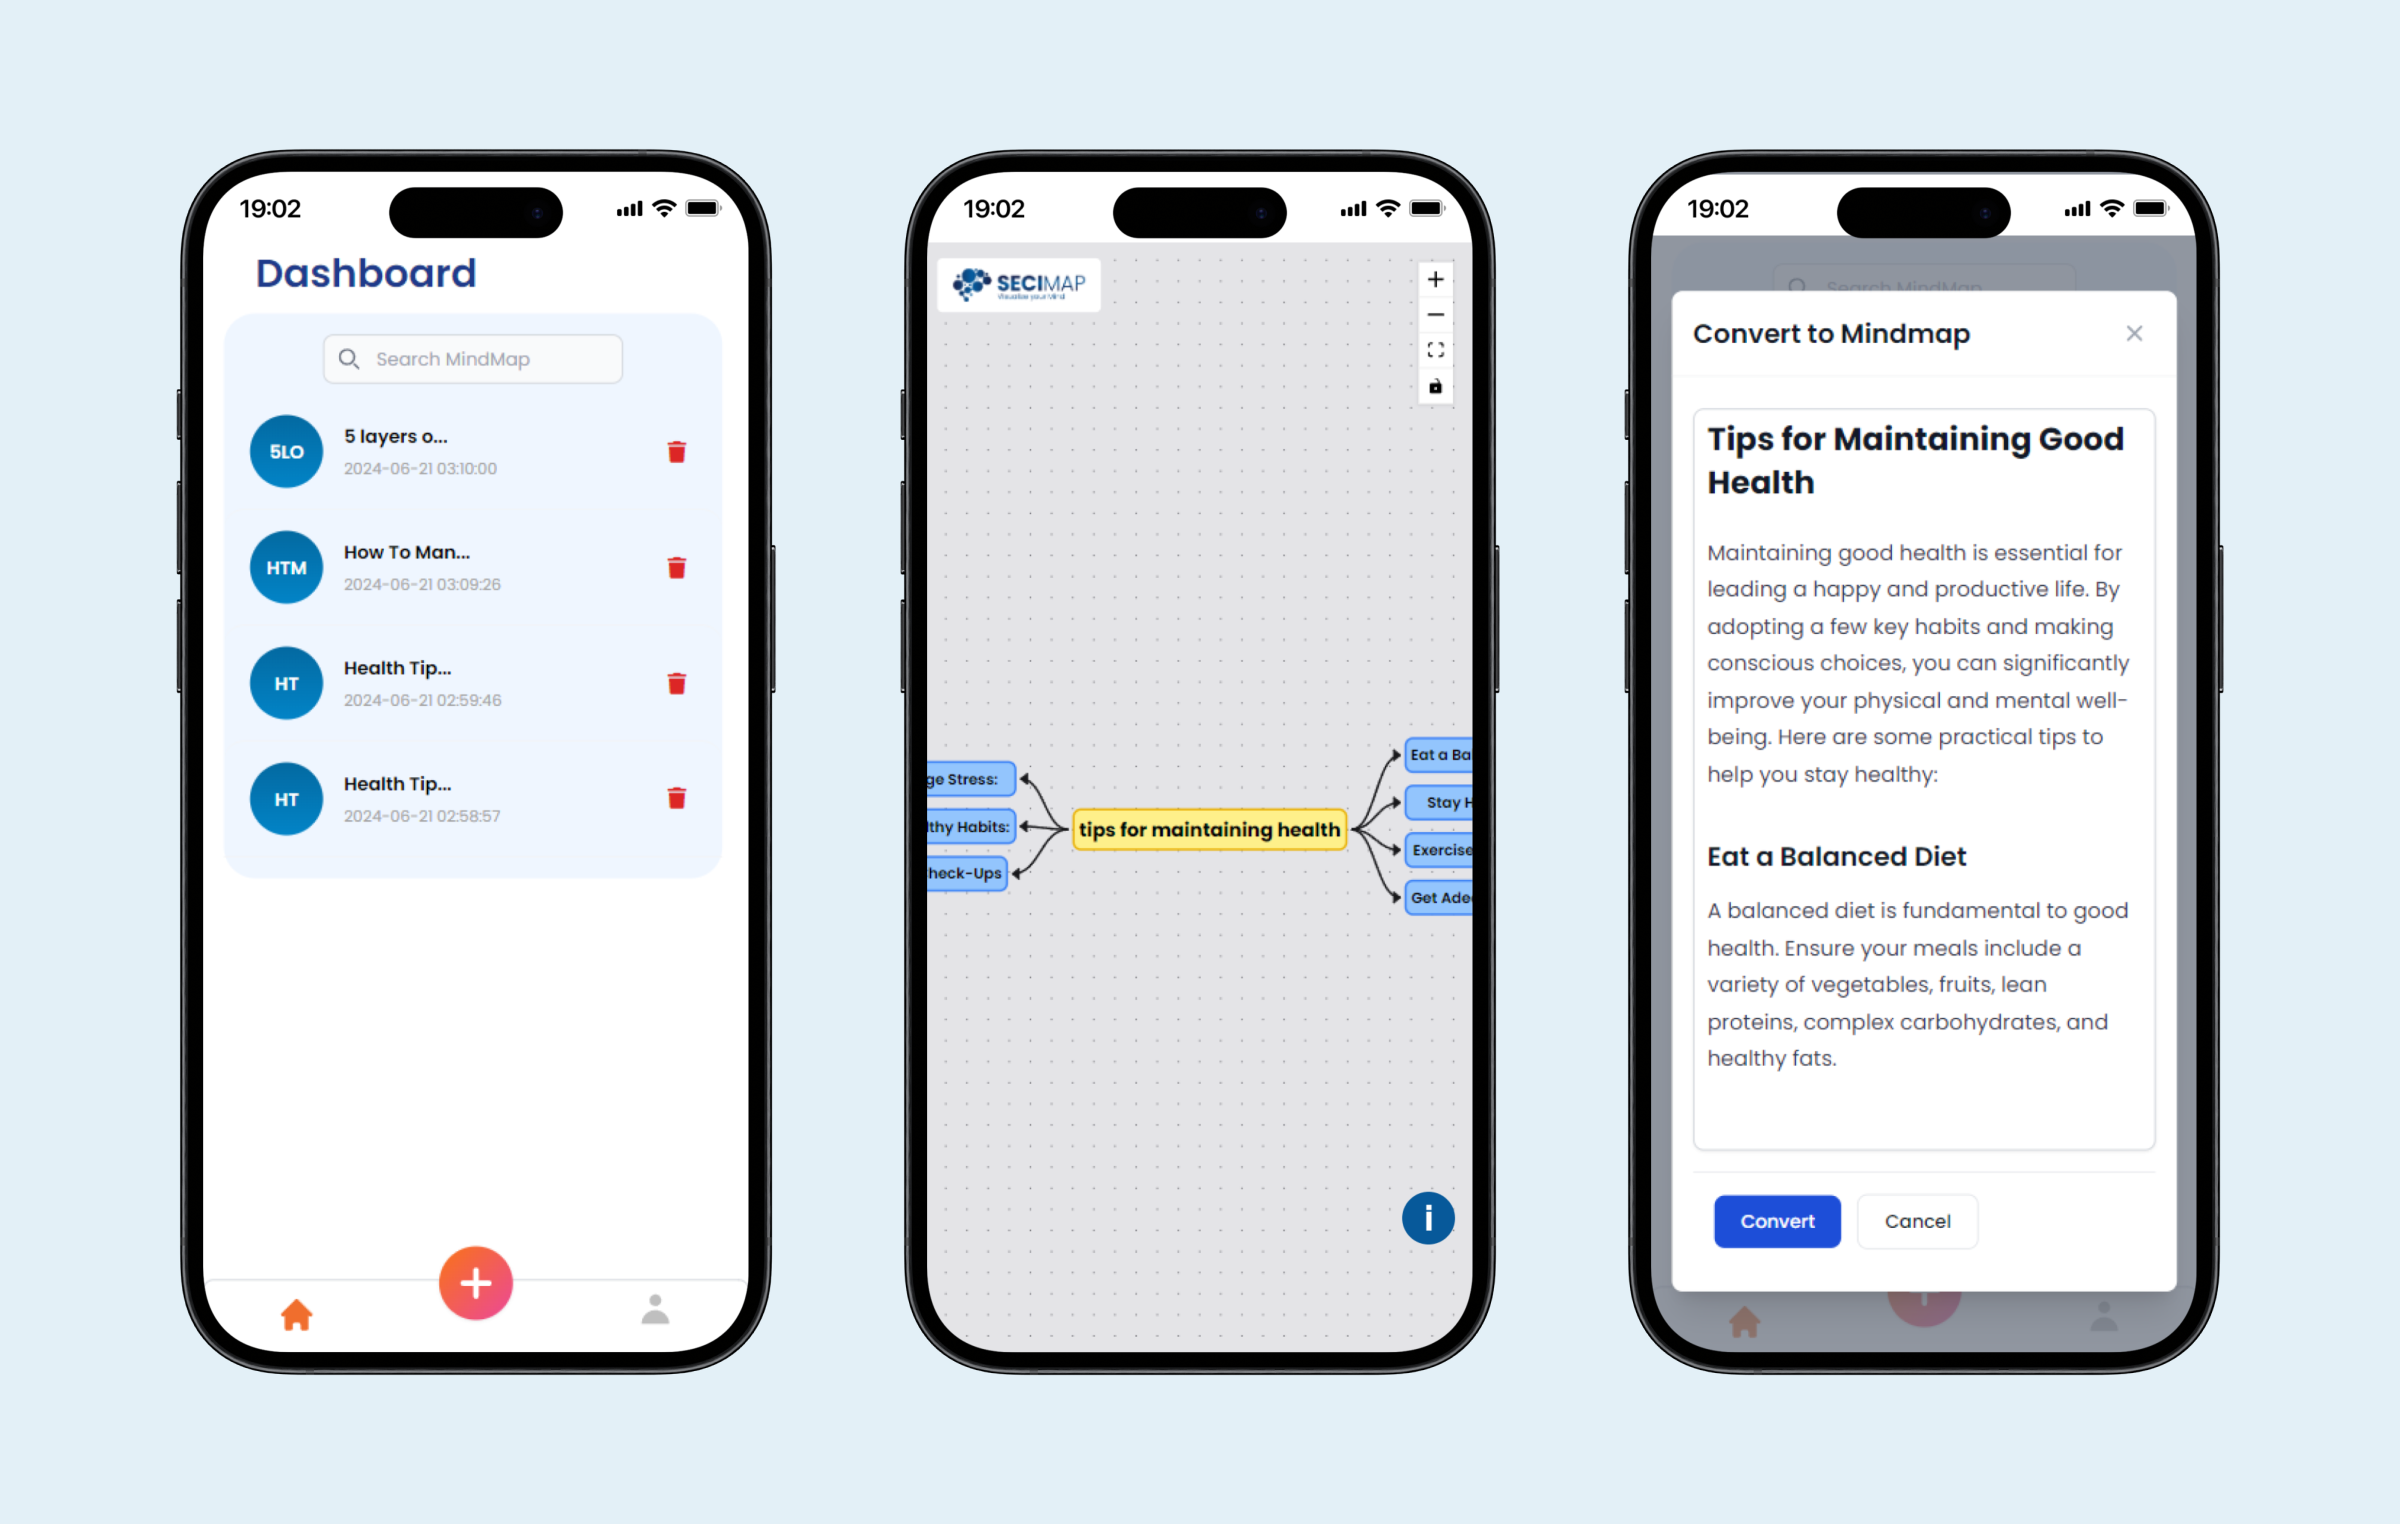 19:02
Dashboard
Search MindMap
5LO
5 layers o...
2024-06-21 03:10:00
HTM
How To Man...
2024-06-21 03:09:26
HT
Health Tip...
2024-06-21 02:59:46
HT
Health Tip...
2024-06-21 02:58:57
19:02
SECIMAP
Visualize your Mind
ge Stress:
lthy Habits:
heck-Ups
tips for maintaining health
Eat a Ba
Stay H
Exercise
Get Ade
i
19:02
Search MindMap
Convert to Mindmap
Tips for Maintaining Good
Health
Maintaining good health is essential for
leading a happy and productive life. By
adopting a few key habits and making
conscious choices, you can significantly
improve your physical and mental well-
being. Here are some practical tips to
help you stay healthy:
Eat a Balanced Diet
A balanced diet is fundamental to good
health. Ensure your meals include a
variety of vegetables, fruits, lean
proteins, complex carbohydrates, and
healthy fats.
Convert
Cancel